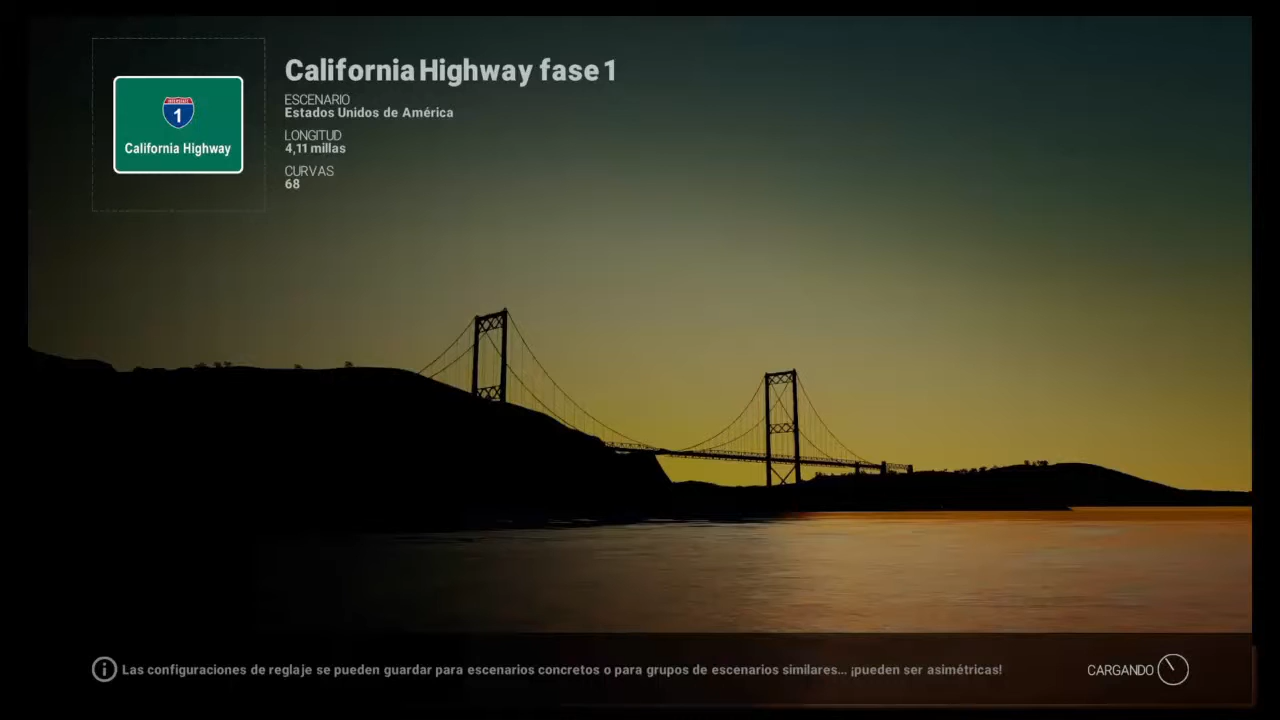 California Highway fase 1
ESCENARIO
Estados Unidos de América
LONGITUD
4,11 millas
CURVAS
68
INTERSTATE
1
California Highway
Las configuraciones de reglaje se pueden guardar para escenarios concretos o para grupos de escenarios similares... ¡pueden ser asimétricas!
CARGANDO